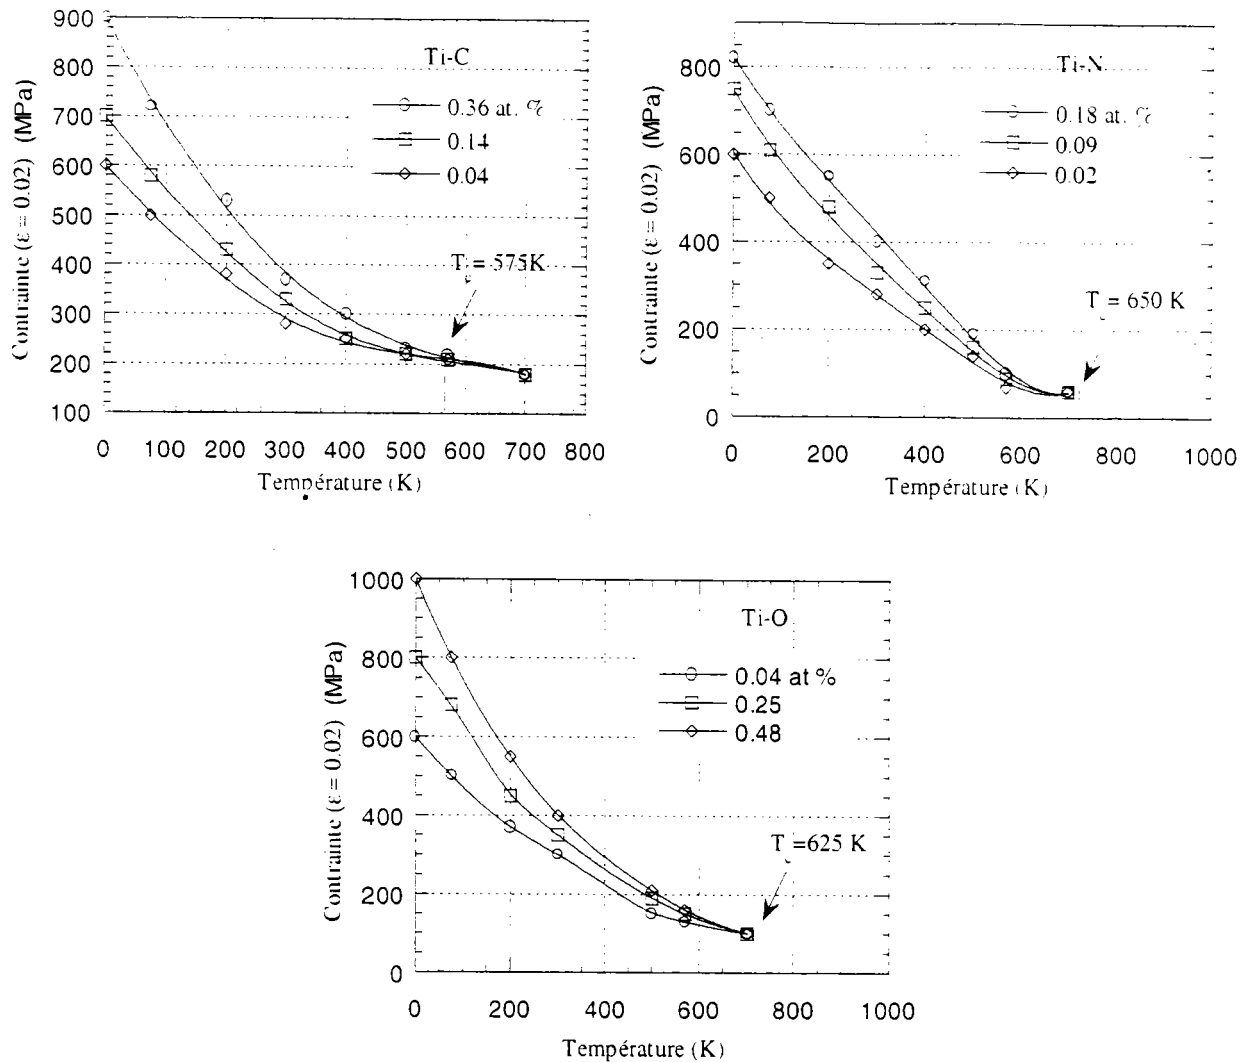 Ti-C
0.36 at. %
0.14
0.04
T = 575K
900
800
700
600
500
400
300
200
100
0 100 200 300 400 500 600 700 800
Contrainte (ε = 0.02) (MPa)
Température (K)
Ti-N
0.18 at. %
0.09
0.02
T = 650 K
800
600
400
200
0
0 200 400 600 800 1000
Contrainte (ε = 0.02) (MPa)
Température (K)
Ti-O
0.04 at %
0.25
0.48
T =625 K
1000
800
600
400
200
0
0 200 400 600 800 1000
Contrainte (ε = 0.02) (MPa)
Température (K)